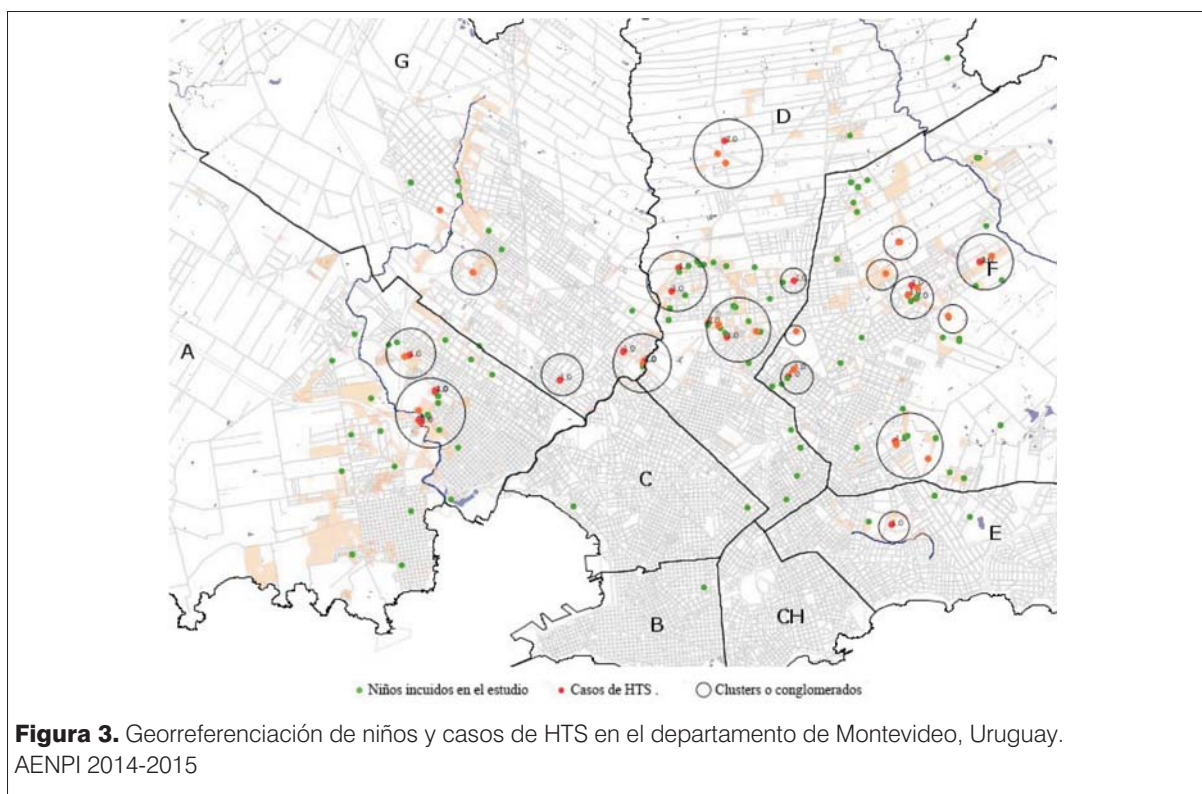 G
D
F
A
C
E
B
CH
Niños incuidos en el estudio Casos de HTS . Clusters o conglomerados
Figura 3. Georreferenciación de niños y casos de HTS en el departamento de Montevideo, Uruguay.
AENPI 2014-2015